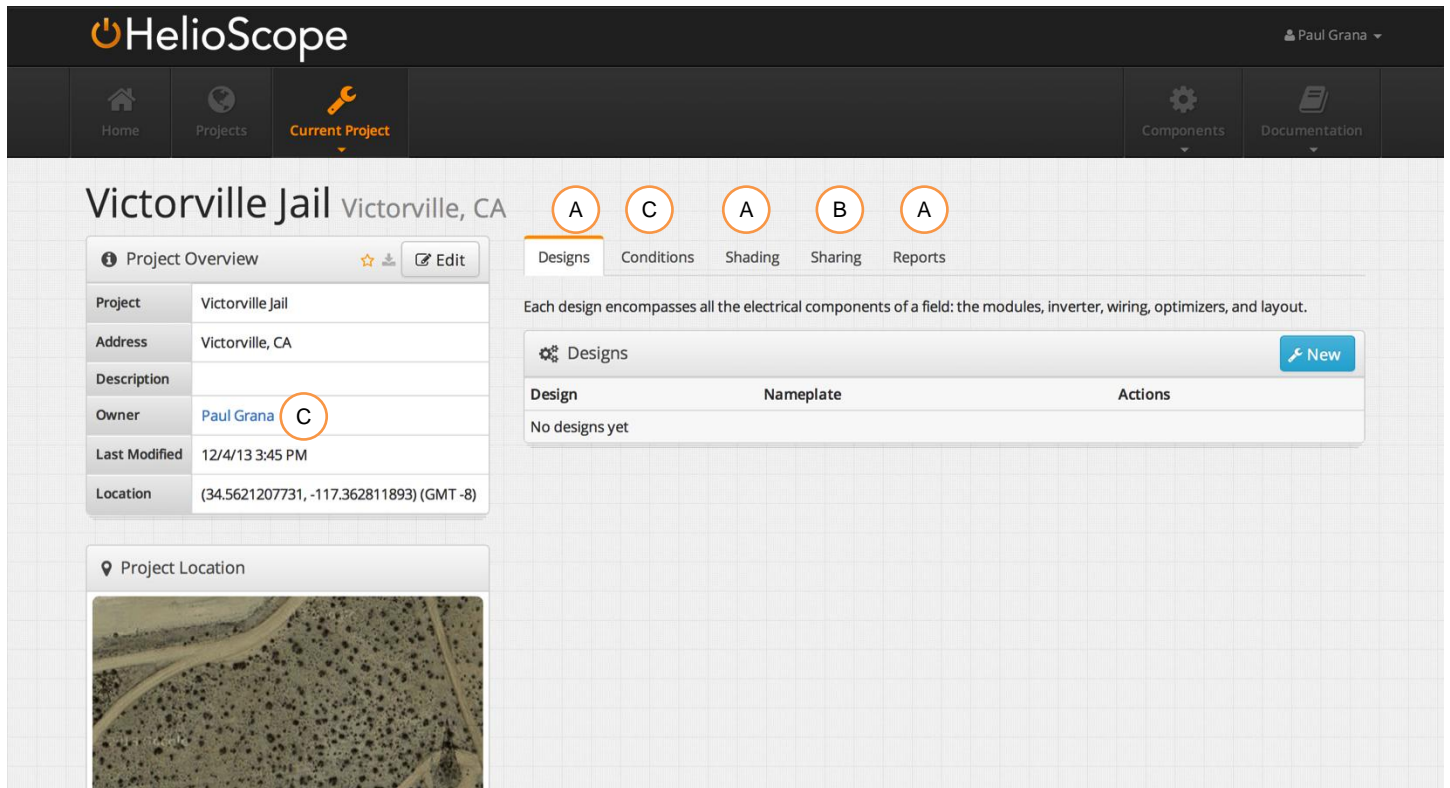 HelioScope
Paul Grana
Home
Projects
Current Project
Components
Documentation
Victorville Jail Victorville, CA
A
C
A
B
A
Project Overview
Edit
Designs
Conditions
Shading
Sharing
Reports
Project Victorville Jail
Address Victorville, CA
Description
Owner Paul Grana C
Last Modified 12/4/13 3:45 PM
Location (34.5621207731, -117.362811893) (GMT -8)
Each design encompasses all the electrical components of a field: the modules, inverter, wiring, optimizers, and layout.
Designs
New
Design Nameplate Actions
No designs yet
Project Location